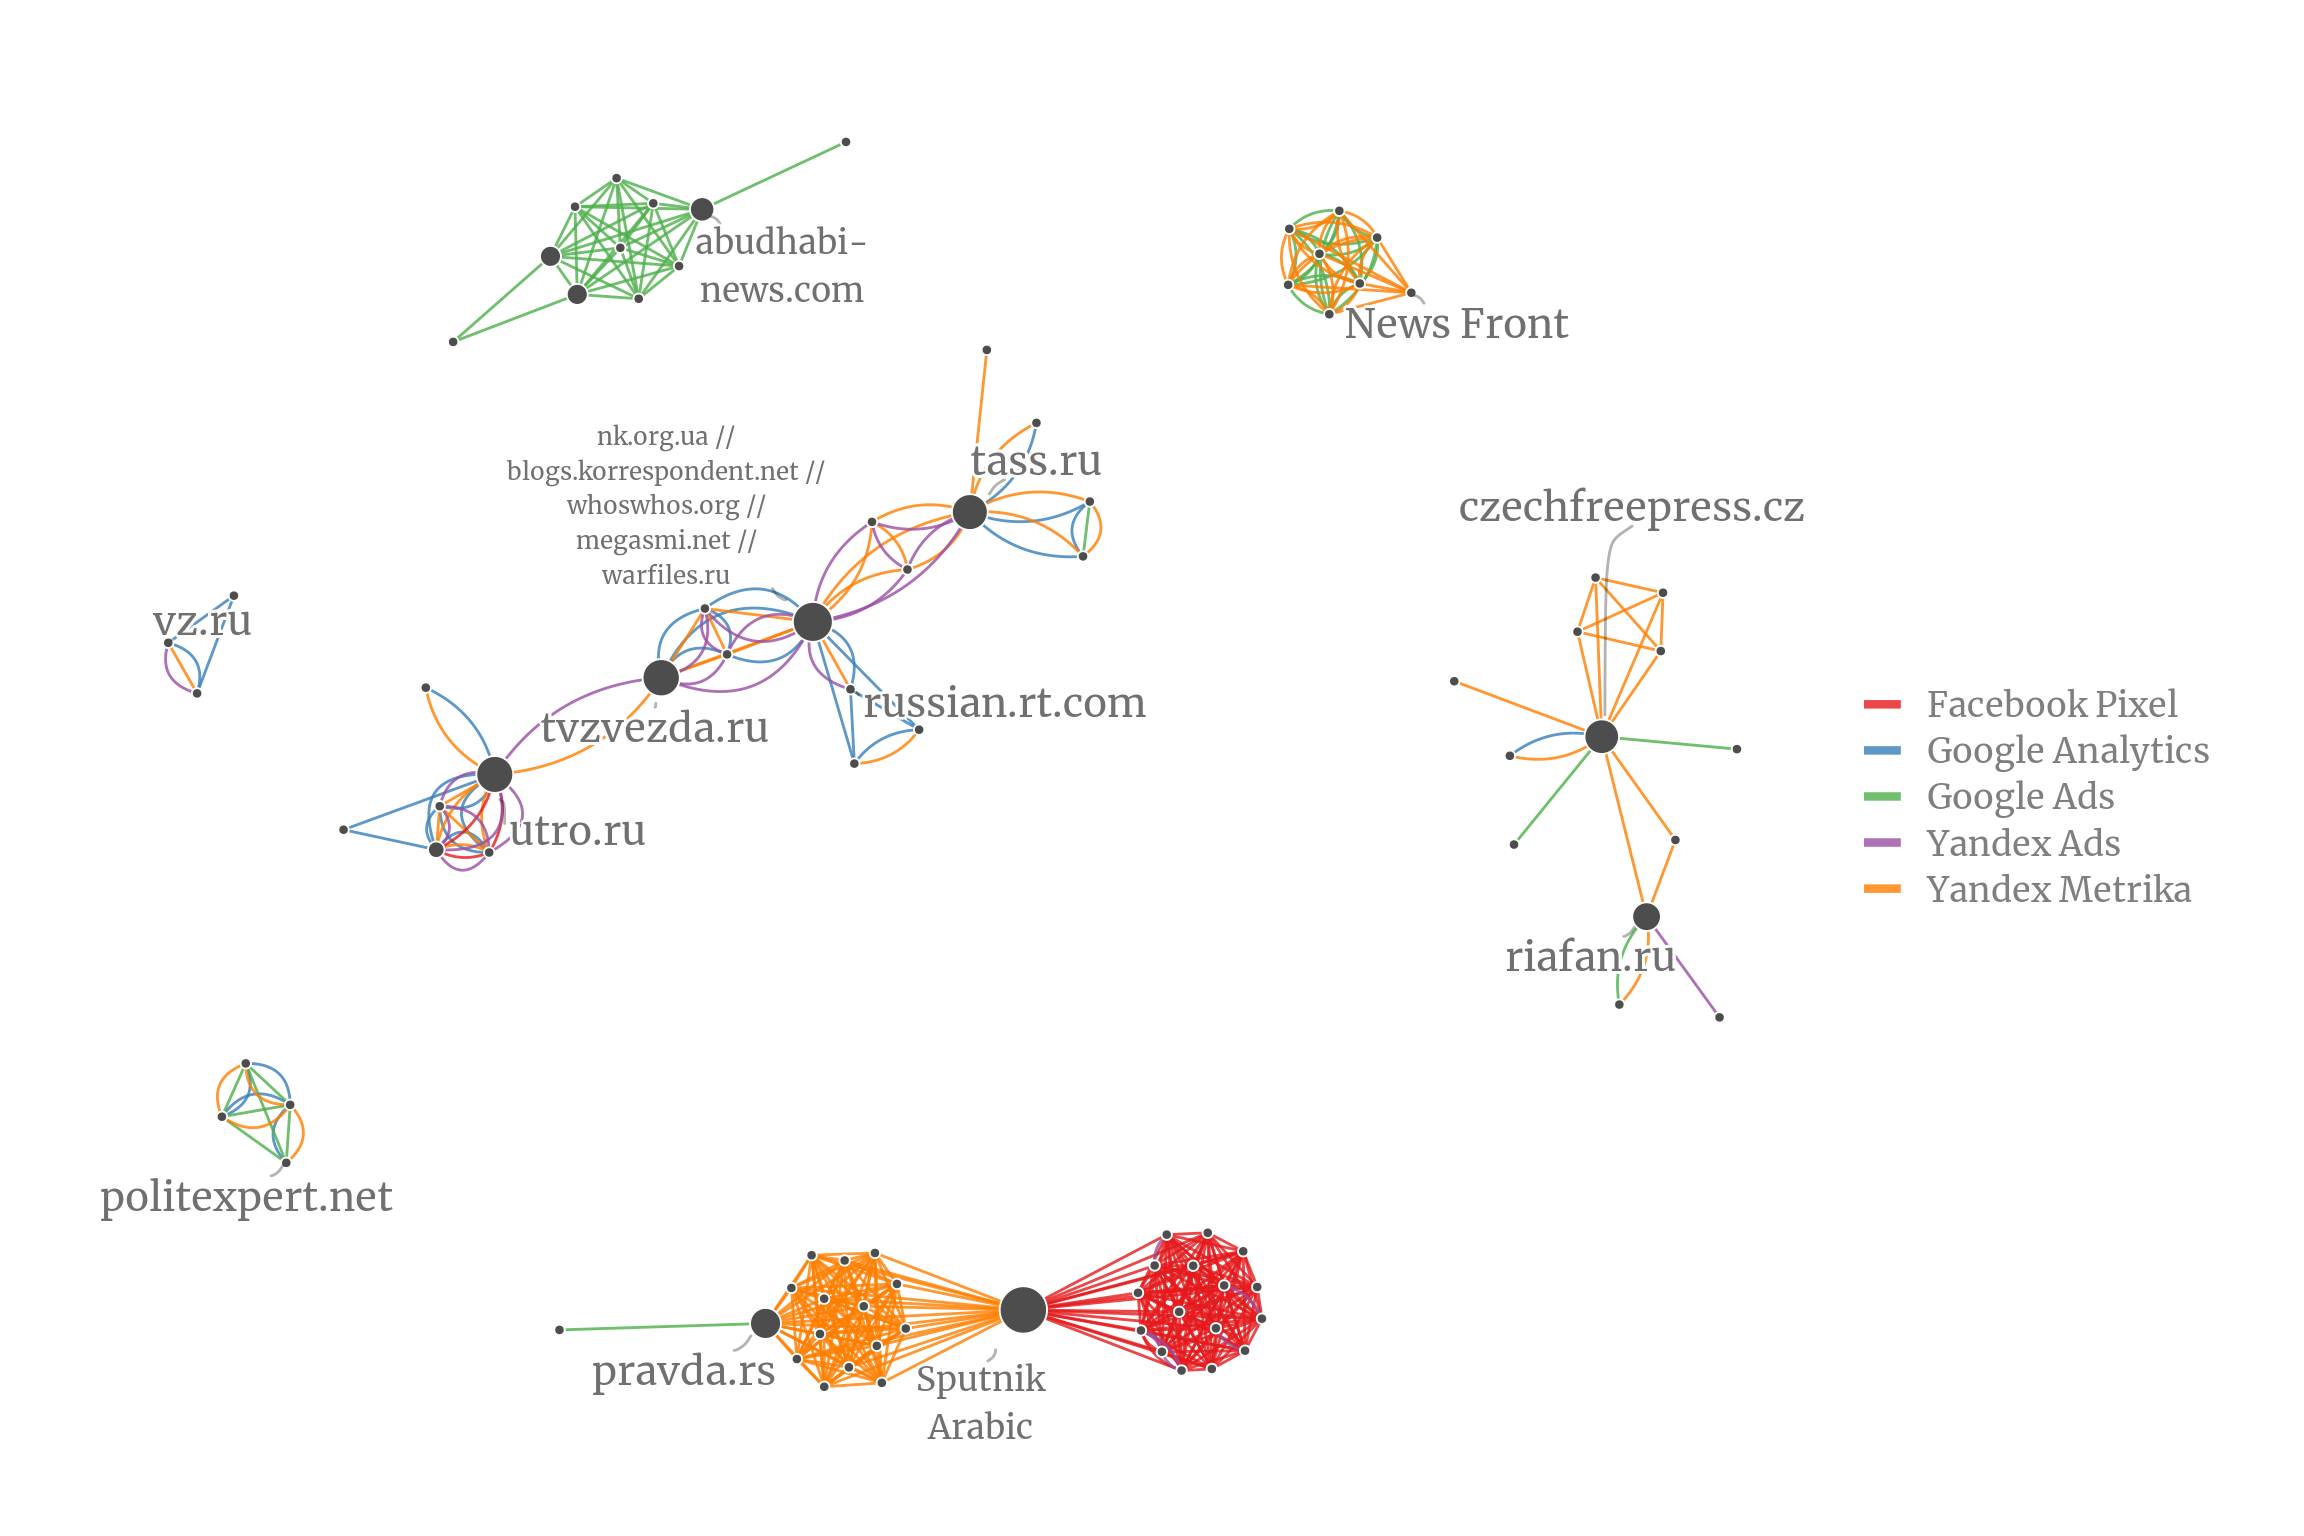 abudhabi-
news.com
News Front
nk.org.ua //
blogs.korrespondent.net //
whoswhos.org //
megasmi.net //
warfiles.ru
tass.ru
czechfreepress.cz
vz.ru
russian.rt.com
tvzvezda.ru
utro.ru
Facebook Pixel
Google Analytics
Google Ads
Yandex Ads
Yandex Metrika
riafan.ru
politexpert.net
pravda.rs
Sputnik
Arabic